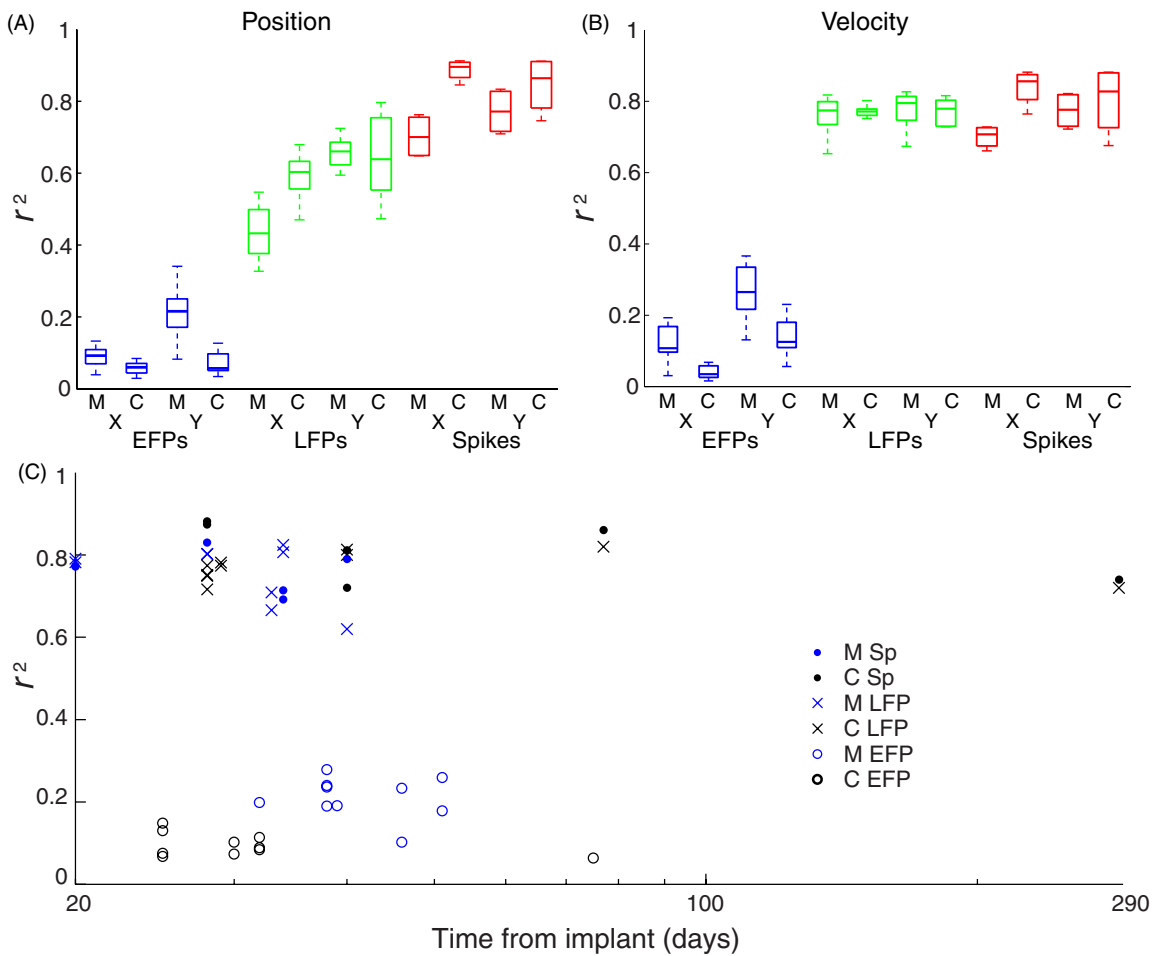 (A) Position
1
0.8
0.6
0.4
0.2
0
r²
M C M C M C M C M C M C
X Y X Y X Y
EFPs LFPs Spikes
(B) Velocity
1
0.8
0.6
0.4
0.2
0
r²
M C M C M C M C M C M C
X Y X Y X Y
EFPs LFPs Spikes
(C)
1
0.8
0.6
0.4
0.2
0
r²
M Sp
C Sp
M LFP
C LFP
M EFP
C EFP
20 100 290
Time from implant (days)